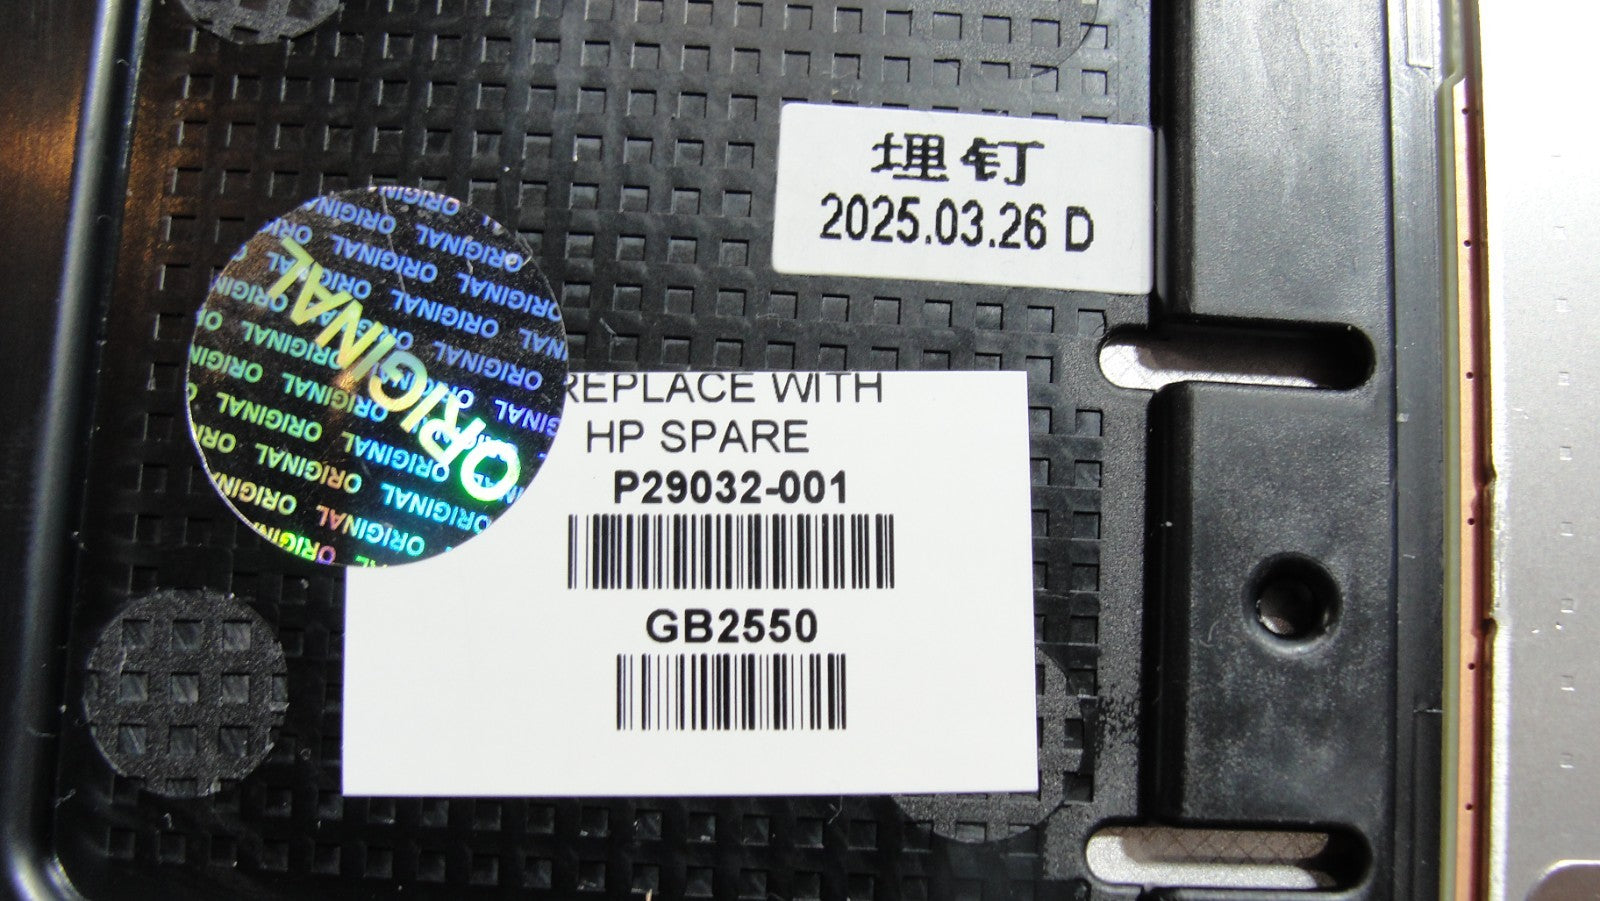 埋钉
2025.03.26 D
ORIGINAL
REPLACE WITH
HP SPARE
P29032-001
GB2550